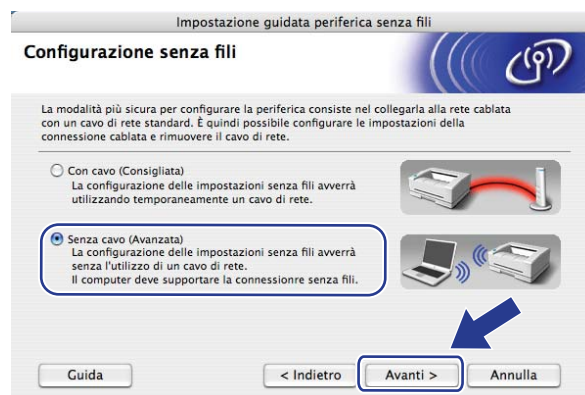 Impostazione guidata periferica senza fili
Configurazione senza fili
La modalità più sicura per configurare la periferica consiste nel collegarla alla rete cablata
con un cavo di rete standard. È quindi possibile configurare le impostazioni della
connessione cablata e rimuovere il cavo di rete.
Con cavo (Consigliata)
La configurazione delle impostazioni senza fili avverrà
utilizzando temporaneamente un cavo di rete.
Senza cavo (Avanzata)
La configurazione delle impostazioni senza fili avverrà
senza l'utilizzo di un cavo di rete.
Il computer deve supportare la connessionre senza fili.
Guida
< Indietro
Avanti >
Annulla